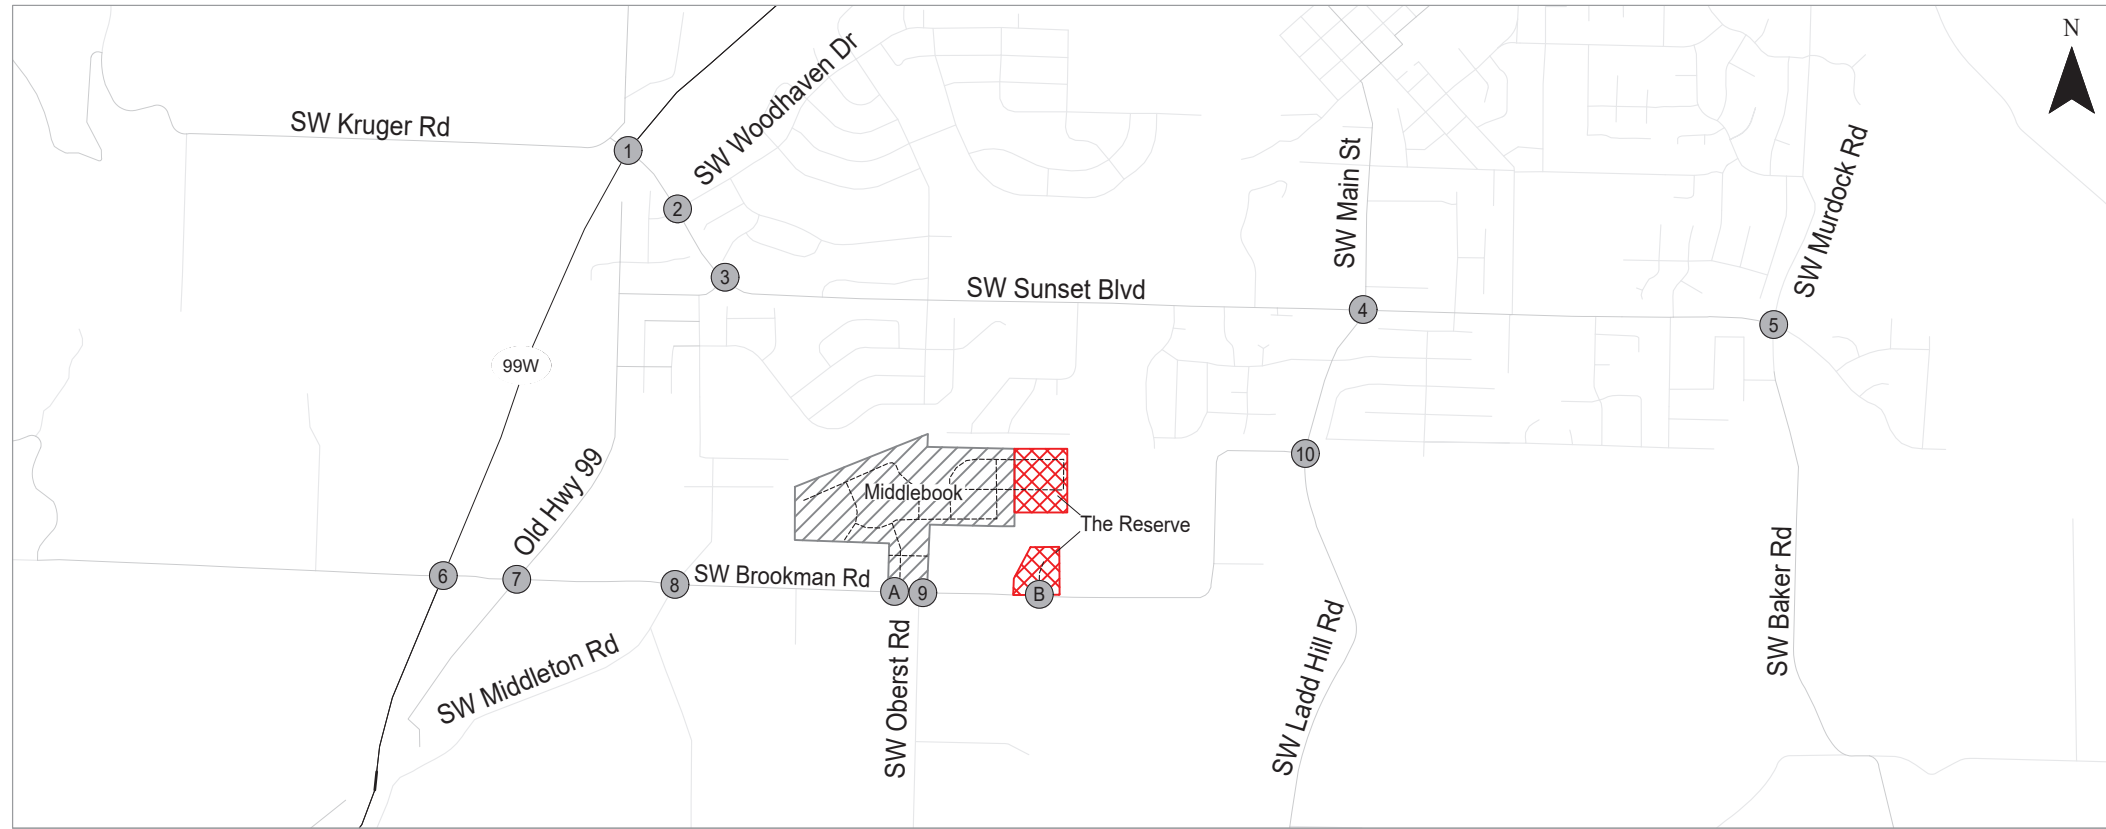 N
SW Woodhaven Dr
SW Kruger Rd
1
SW Main St
SW Murdock Rd
2
3
SW Sunset Blvd
4
5
99W
Old Hwy 99
10
Middlebook
The Reserve
6
7
8
SW Brookman Rd
A
9
B
SW Baker Rd
SW Middleton Rd
SW Oberst Rd
SW Ladd Hill Rd